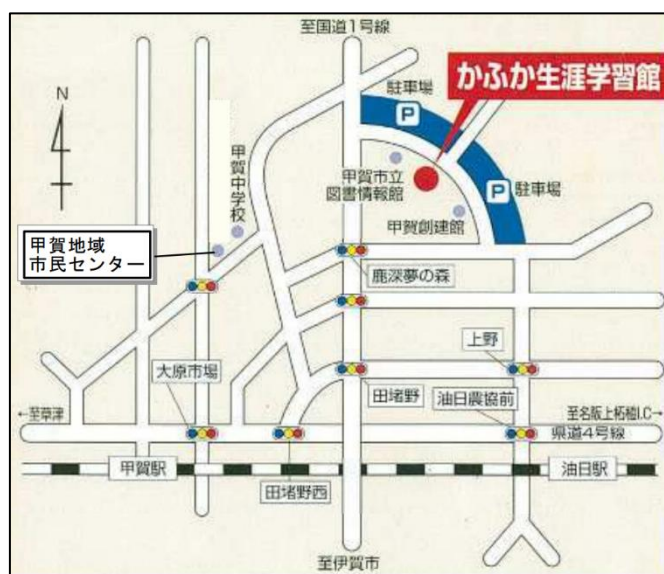 至国道1号線
かふか生涯学習館
駐車場
P
N
甲賀中学校
甲賀市立
図書情報館
P
駐車場
甲賀創建館
甲賀地域
市民センター
鹿深夢の森
大原市場
上野
田堵野
油日農協前
←至草津
至名阪上柘植I.C→
県道4号線
甲賀駅
油日駅
田堵野西
至伊賀市